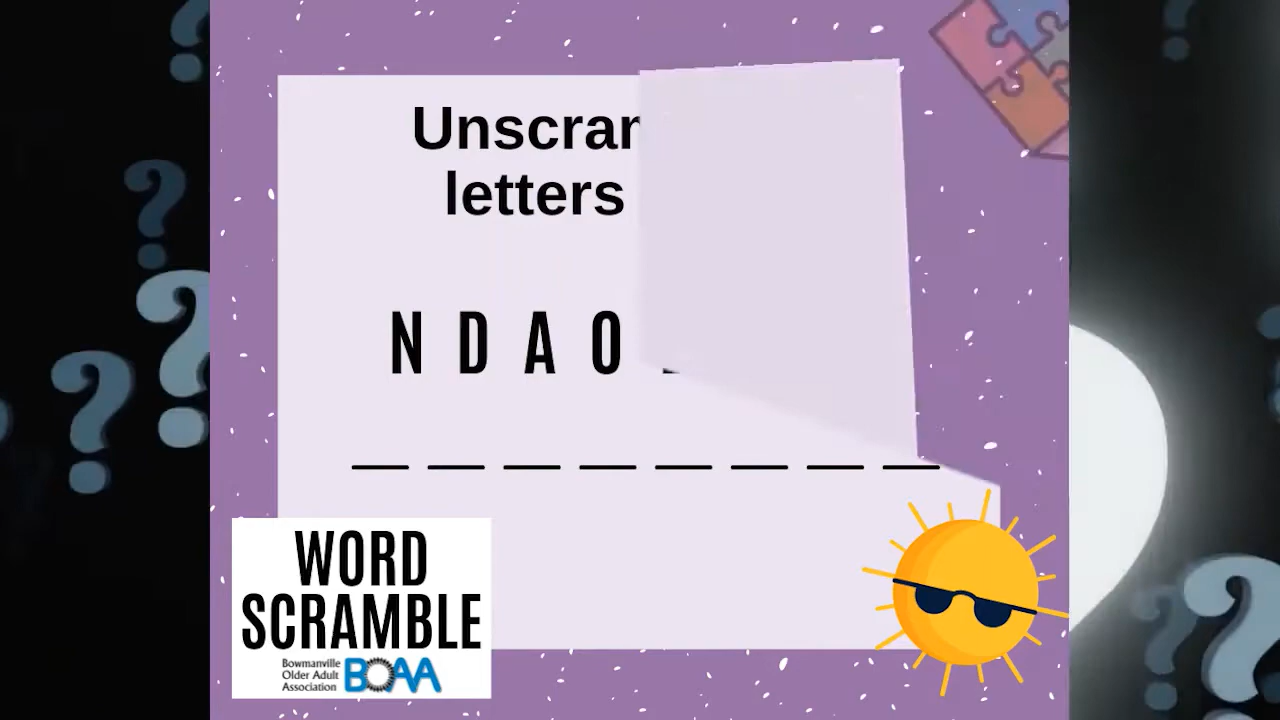 Unscram
letters
N D A O
WORD
SCRAMBLE
Bowmanville
Older Adult
Association
BOAA